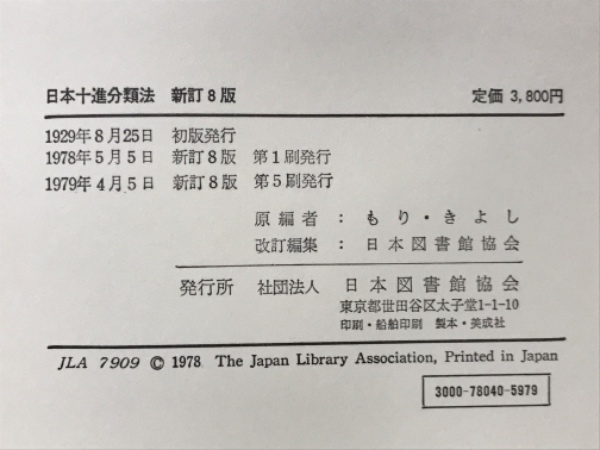 日本十進分類法 新訂8版 定価 3,800円
1929年8月25日 初版発行
1978年5月5日 新訂8版 第1刷発行
1979年4月5日 新訂8版 第5刷発行
原編者 : もり・きよし
改訂編集 : 日本図書館協会
発行所 社団法人 日本図書館協会
東京都世田谷区太子堂1-1-10
印刷・船舶印刷 製本・美成社
JLA 7909 © 1978 The Japan Library Association, Printed in Japan
3000-78040-5979